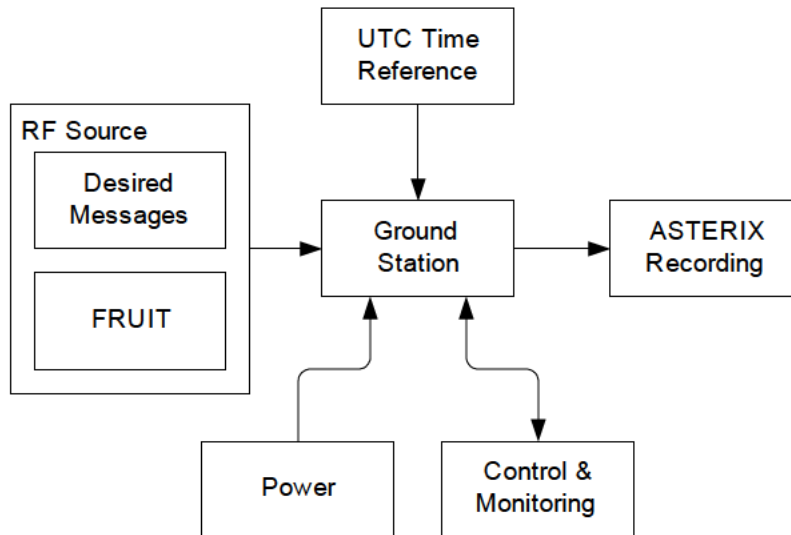 UTC Time
Reference
RF Source
Desired
Messages
FRUIT
Ground
Station
ASTERIX
Recording
Power
Control &
Monitoring